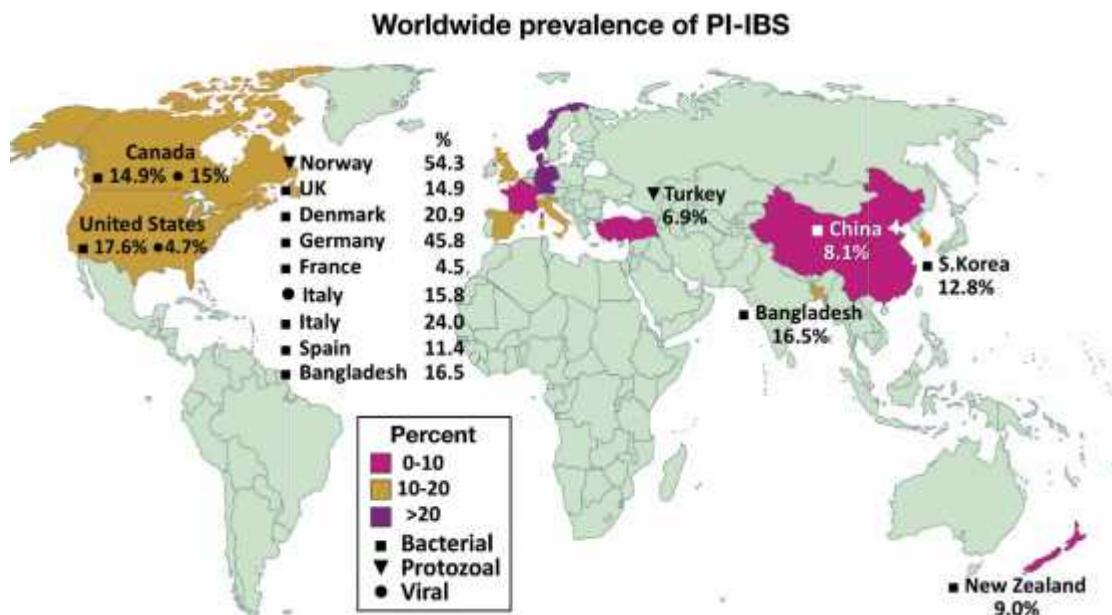 Worldwide prevalence of PI-IBS
Canada
■ 14.9% ● 15%
United States
■ 17.6% ●4.7%
%
▼Norway 54.3
■ UK 14.9
■ Denmark 20.9
■ Germany 45.8
■ France 4.5
● Italy 15.8
■ Italy 24.0
■ Spain 11.4
■ Bangladesh 16.5
▼ Turkey
6.9%
■ China
8.1%
■ S.Korea
12.8%
■ Bangladesh
16.5%
■ New Zealand
9.0%
Percent
0-10
10-20
>20
■ Bacterial
▼ Protozoal
● Viral